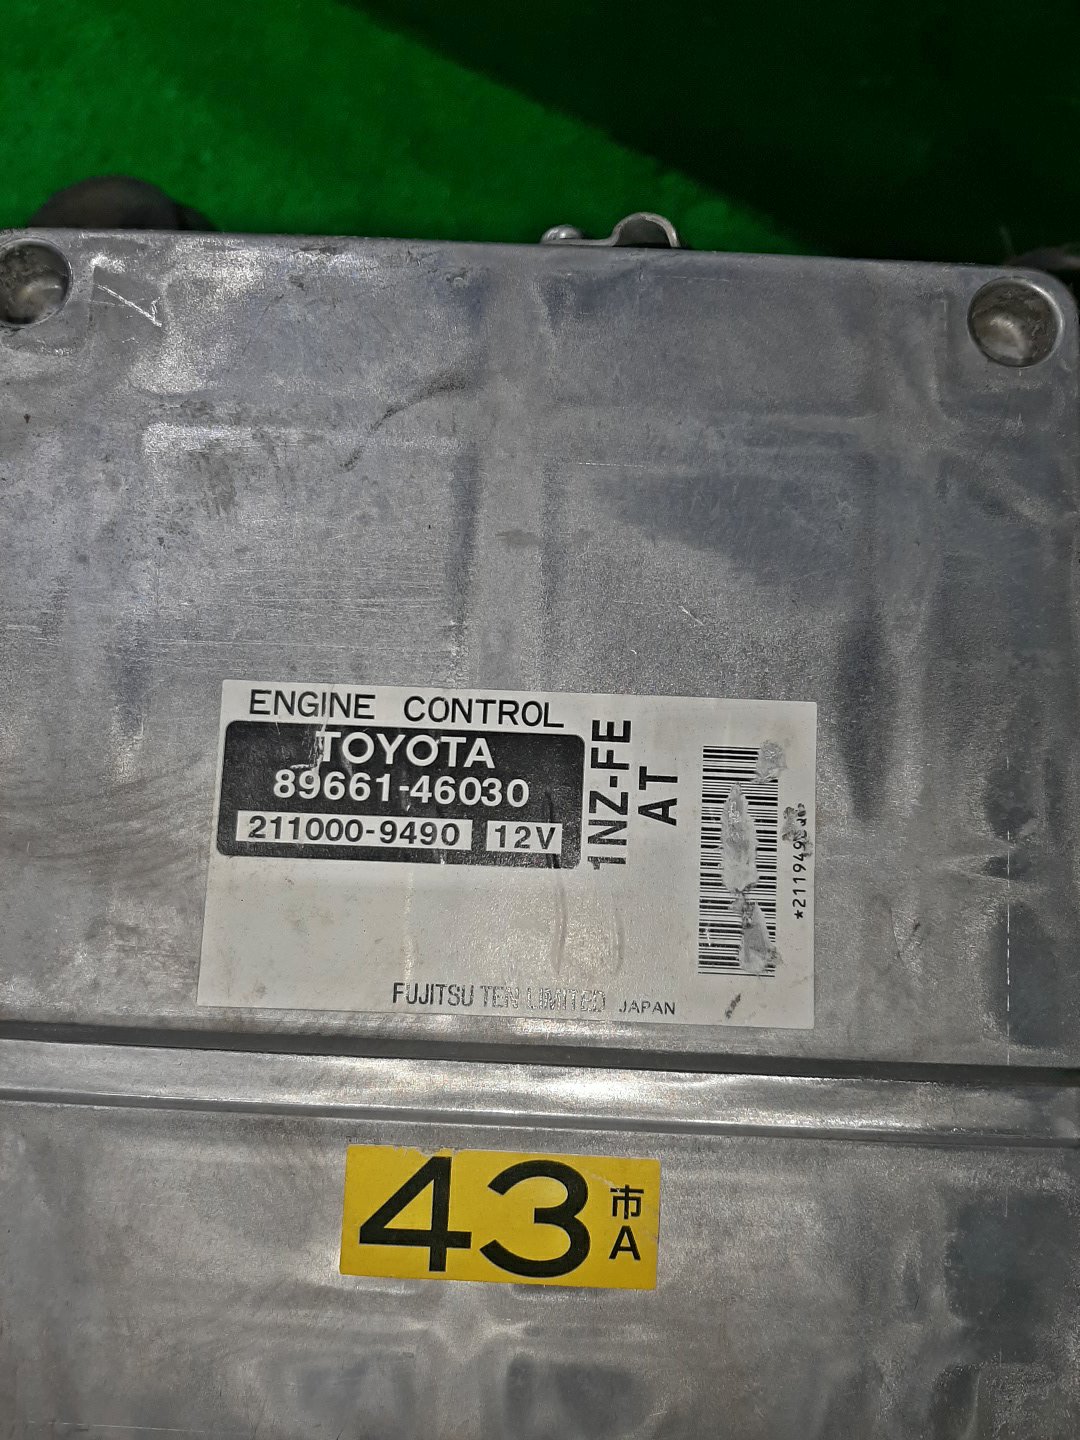 ENGINE CONTROL
TOYOTA
89661-46030
211000-9490 12V
1NZ-FE
AT
FUJITSU TEN LIMITED JAPAN
43 市
A